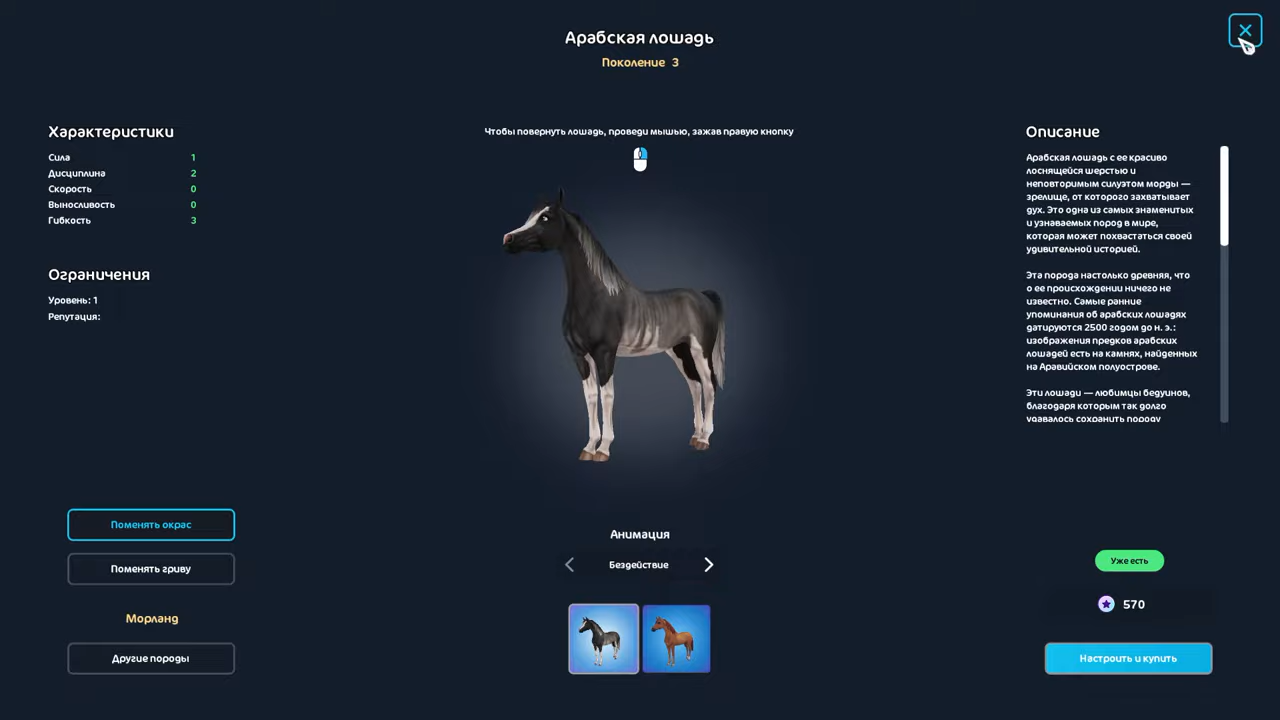 Арабская лошадь
Поколение 3
Характеристики
Сила 1
Дисциплина 2
Скорость 0
Выносливость 0
Гибкость 3
Ограничения
Уровень: 1
Репутация:
Поменять окрас
Поменять гриву
Морланд
Другие породы
Чтобы повернуть лошадь, проведи мышью, зажав правую кнопку
Анимация
Бездействие
Описание
Арабская лошадь с ее красиво
лоснящейся шерстью и
неповторимым силуэтом морды —
зрелище, от которого захватывает
дух. Это одна из самых знаменитых
и узнаваемых пород в мире,
которая может похвастаться своей
удивительной историей.
Эта порода настолько древняя, что
о ее происхождении ничего не
известно. Самые ранние
упоминания об арабских лошадях
датируются 2500 годом до н. э.:
изображения предков арабских
лошадей есть на камнях, найденных
на Аравийском полуострове.
Эти лошади — любимцы бедуинов,
благодаря которым так долго
удавалось сохранить породу
Уже есть
570
Настроить и купить